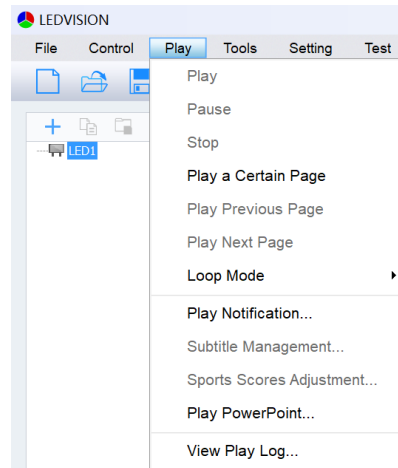 LEDVISION
File Control Play Tools Setting Test
Play
Pause
LED1
Stop
Play a Certain Page
Play Previous Page
Play Next Page
Loop Mode
Play Notification...
Subtitle Management...
Sports Scores Adjustment...
Play PowerPoint...
View Play Log...